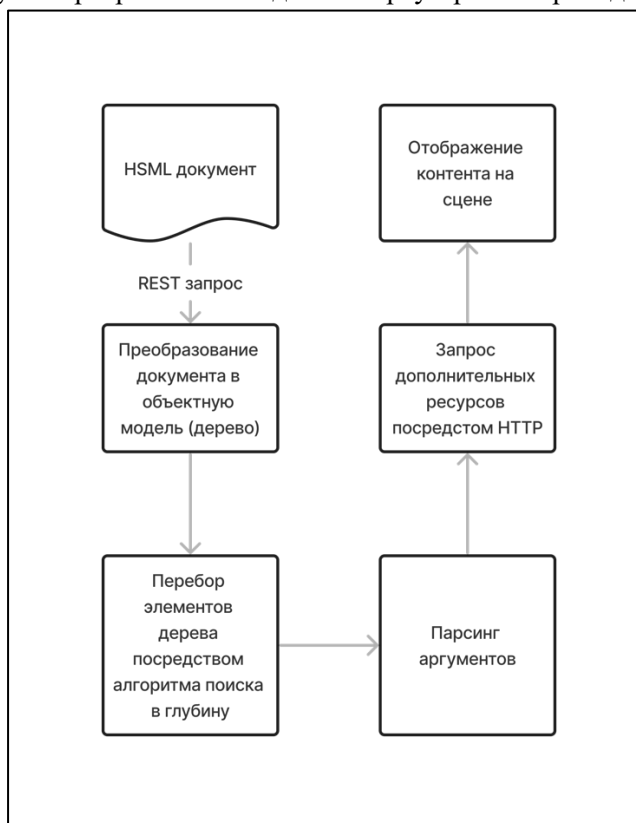 HSML документ
REST запрос
Преобразование
документа в
объектную
модель (дерево)
Перебор
элементов
дерева
посредством
алгоритма поиска
в глубину
Парсинг
аргументов
Запрос
дополнительных
ресурсов
посредстом HTTP
Отображение
контента на
сцене